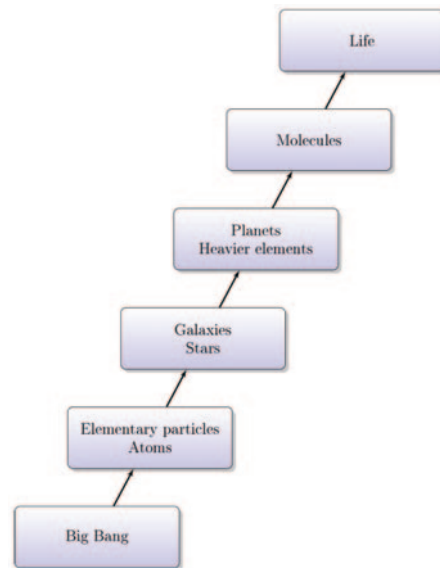 Life
Molecules
Planets
Heavier elements
Galaxies
Stars
Elementary particles
Atoms
Big Bang